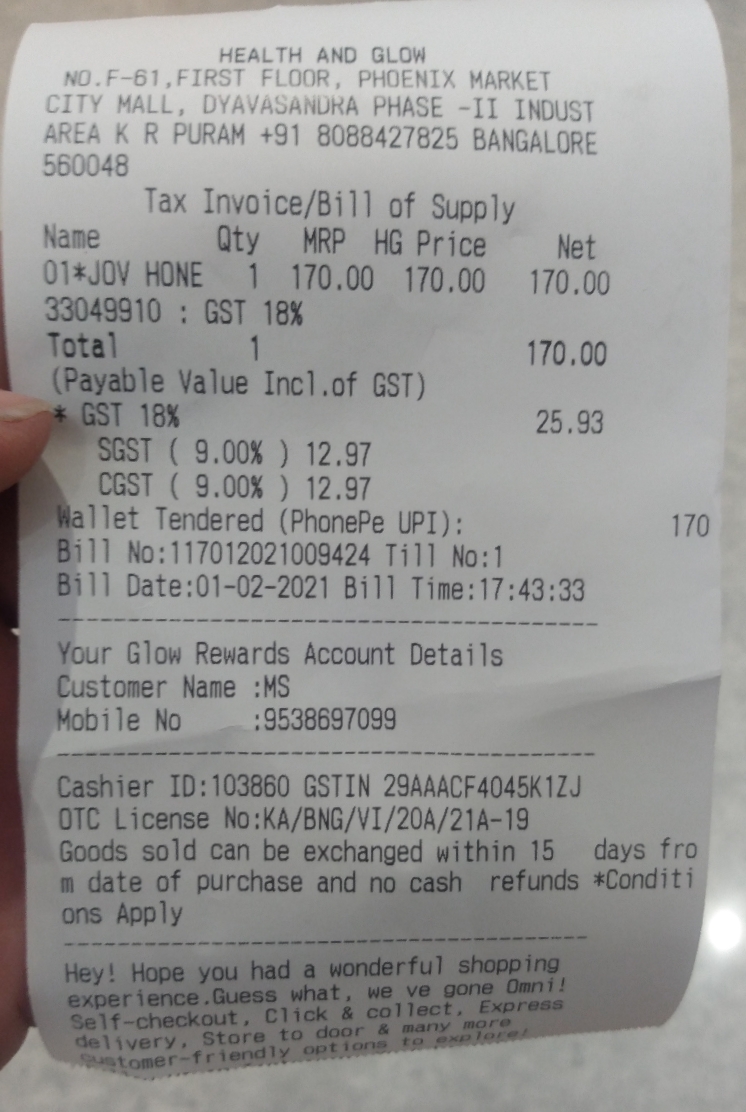 HEALTH AND GLOW
NO.F-61,FIRST FLOOR, PHOENIX MARKET
CITY MALL, DYAVASANDRA PHASE -II INDUST
AREA K R PURAM +91 8088427825 BANGALORE
560048
Tax Invoice/Bill of Supply
Name Qty MRP HG Price Net
01*JOV HONE 1 170.00 170.00 170.00
33049910 : GST 18%
Total 1 170.00
(Payable Value Incl.of GST)
* GST 18% 25.93
SGST ( 9.00% ) 12.97
CGST ( 9.00% ) 12.97
Wallet Tendered (PhonePe UPI): 170
Bill No:117012021009424 Till No:1
Bill Date:01-02-2021 Bill Time:17:43:33
Your Glow Rewards Account Details
Customer Name :MS
Mobile No :9538697099
Cashier ID:103860 GSTIN 29AAACF4045K1ZJ
OTC License No:KA/BNG/VI/20A/21A-19
Goods sold can be exchanged within 15 days fro
m date of purchase and no cash refunds *Conditi
ons Apply
Hey! Hope you had a wonderful shopping
experience.Guess what, we ve gone Omni!
Self-checkout, Click & collect, Express
delivery, Store to door & many more
customer-friendly options to explore!